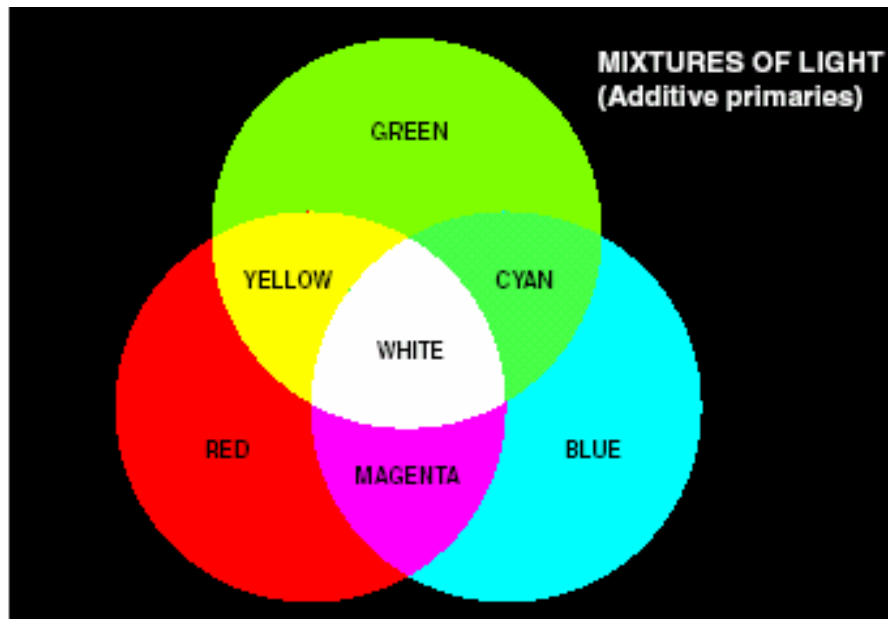 MIXTURES OF LIGHT
(Additive primaries)
GREEN
YELLOW
CYAN
WHITE
RED
BLUE
MAGENTA